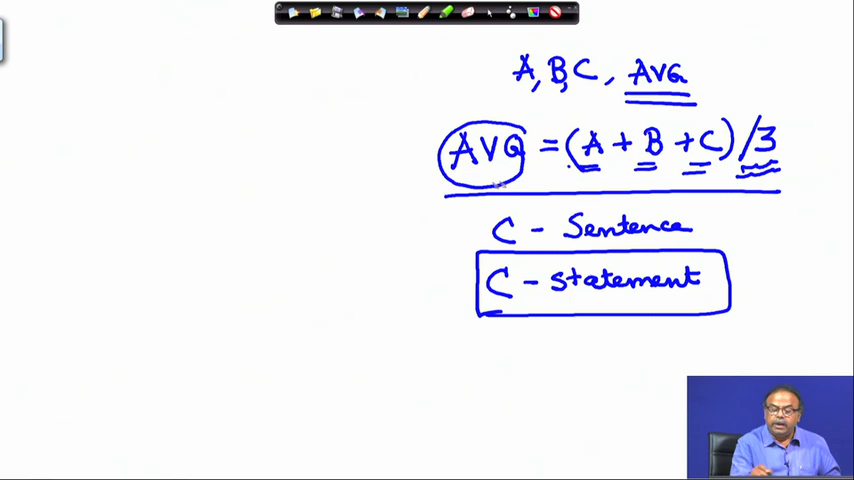 A, B, C, AVG
AVG = (A + B + C) / 3
C - Sentence
C - statement